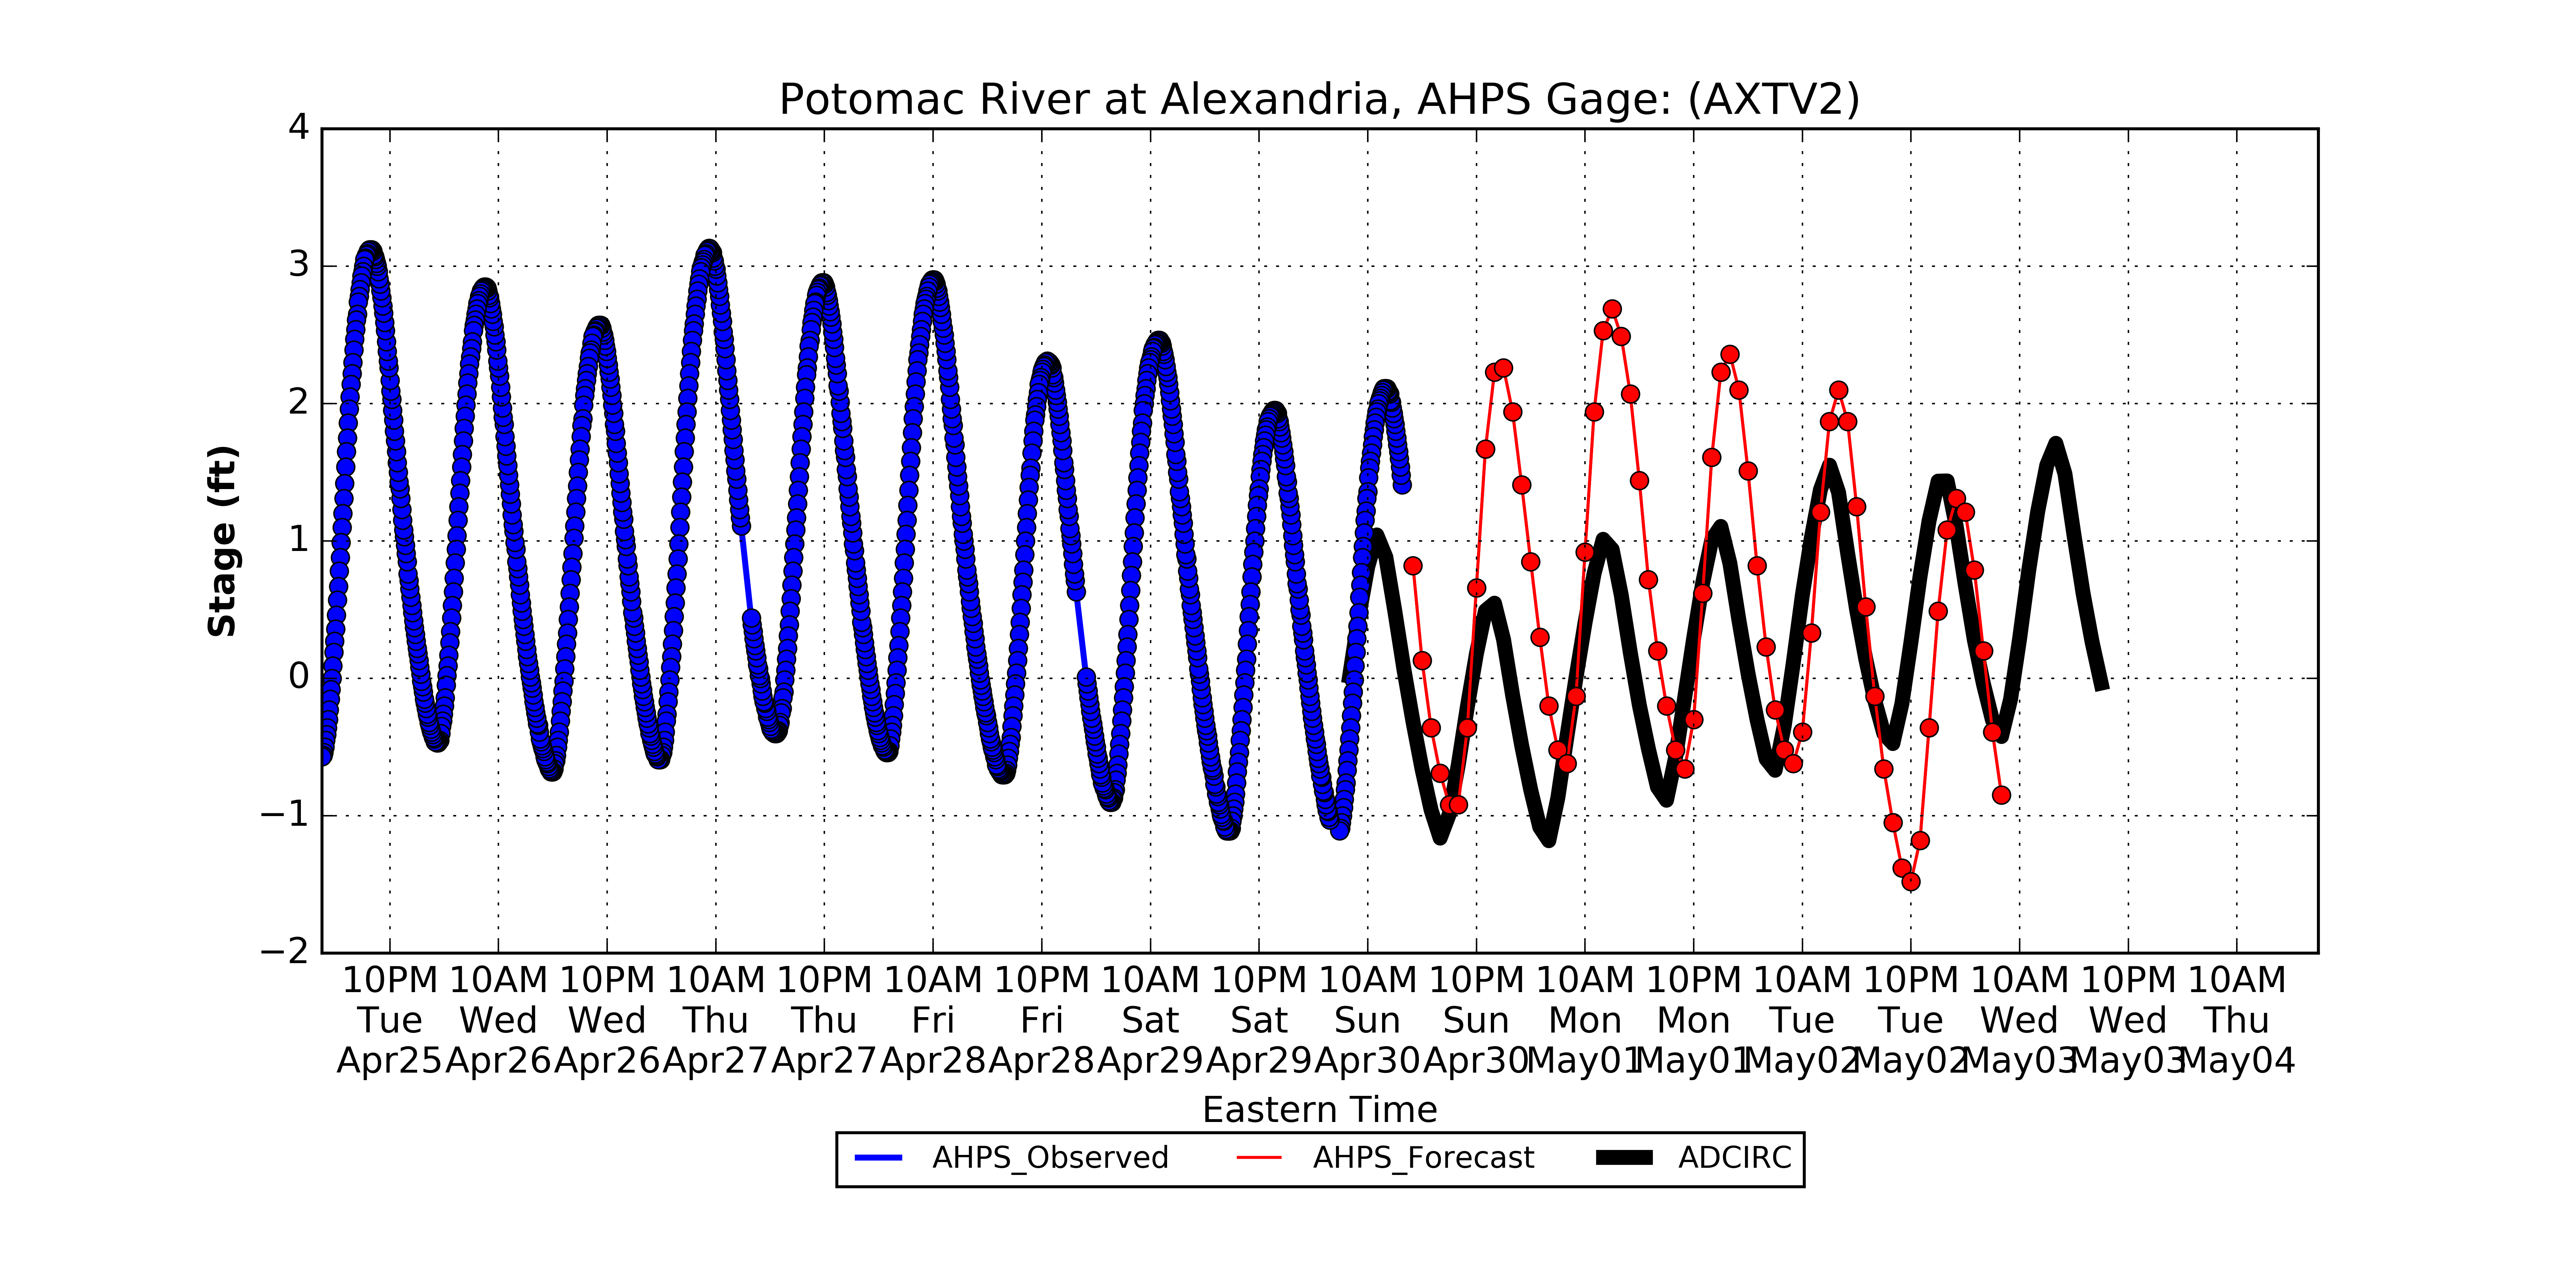 Potomac River at Alexandria, AHPS Gage: (AXTV2)
4
3
2
1
0
−1
−2
Stage (ft)
10PM 10AM 10PM 10AM 10PM 10AM 10PM 10AM 10PM 10AM 10PM 10AM 10PM 10AM 10PM 10AM 10PM 10AM
Tue Wed Wed Thu Thu Fri Fri Sat Sat Sun Sun Mon Mon Tue Tue Wed Wed Thu
Apr25 Apr26 Apr26 Apr27 Apr27 Apr28 Apr28 Apr29 Apr29 Apr30 Apr30 May01 May01 May02 May02 May03 May03 May04
Eastern Time
AHPS_Observed AHPS_Forecast ADCIRC